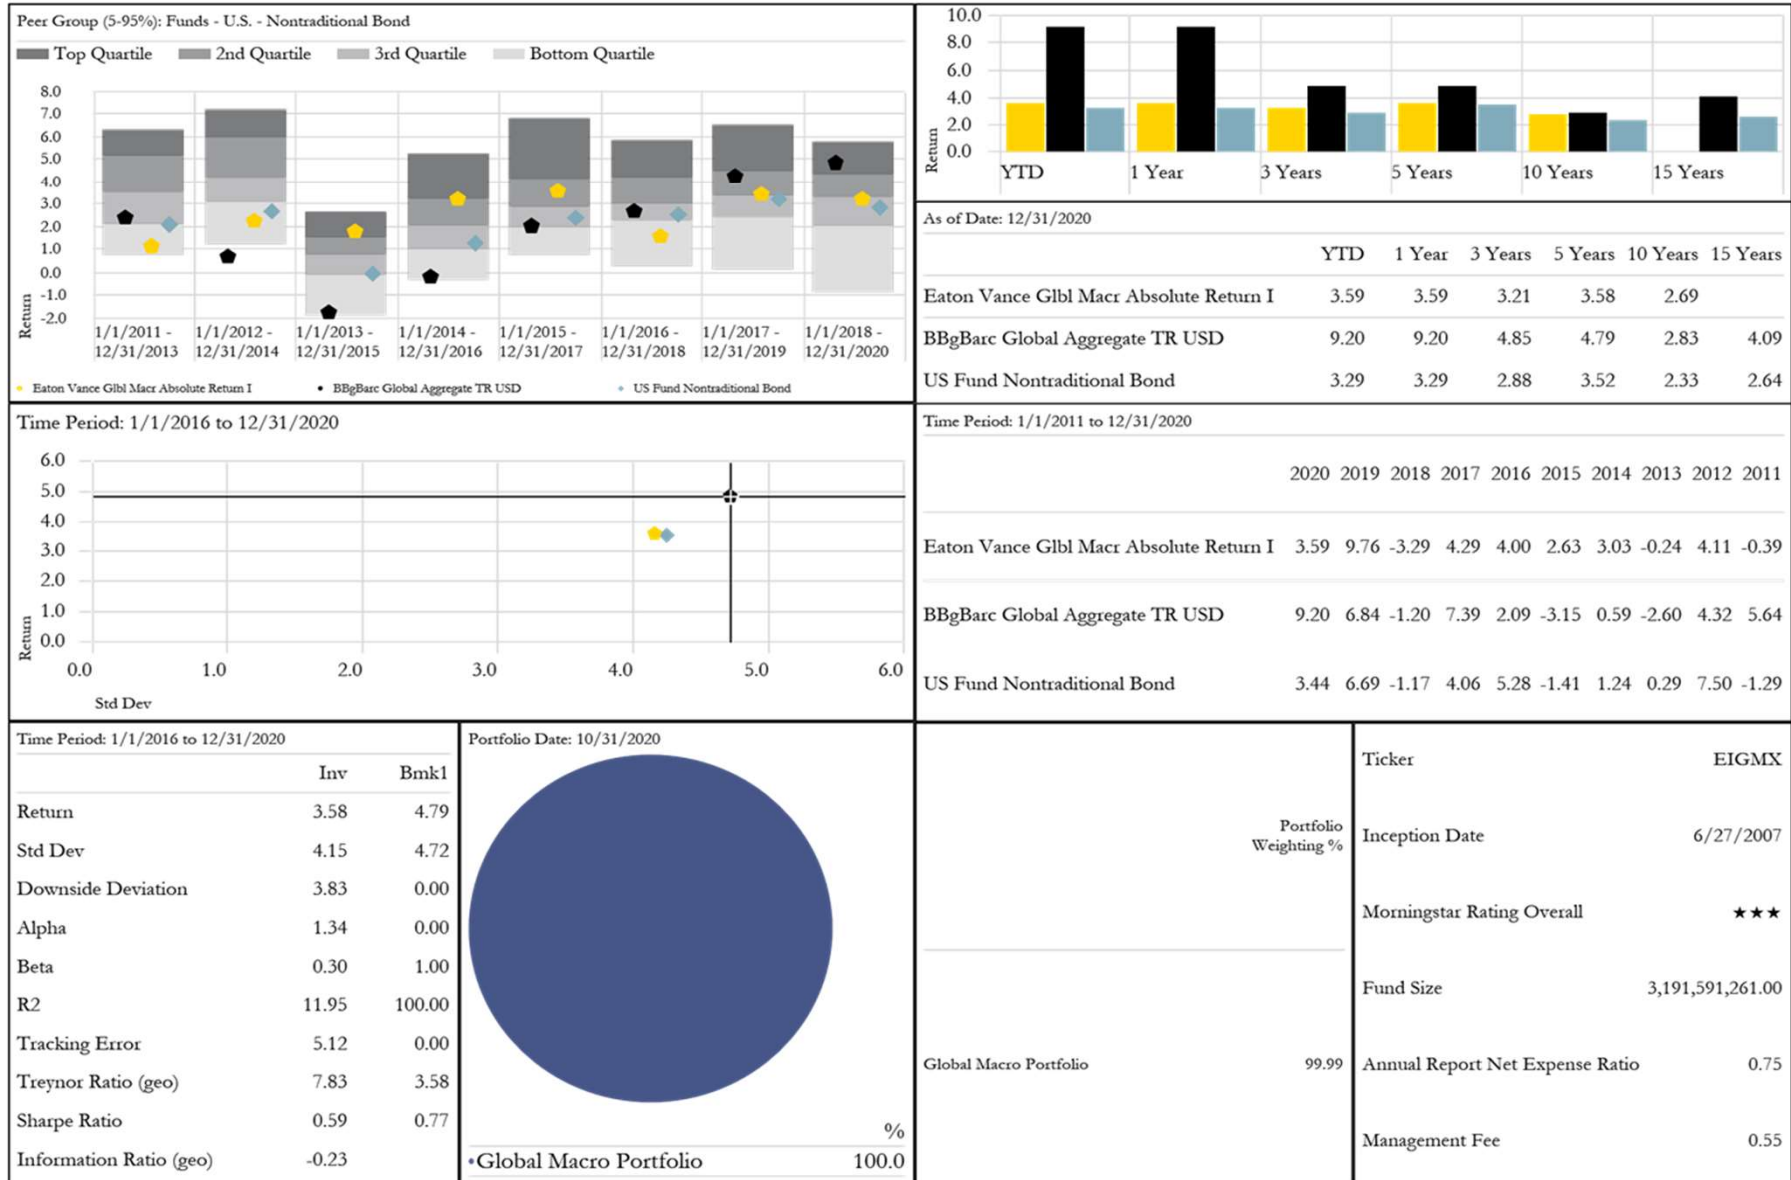 Peer Group (5-95%): Funds - U.S. - Nontraditional Bond
Top Quartile 2nd Quartile 3rd Quartile Bottom Quartile
8.0
7.0
6.0
5.0
4.0
3.0
2.0
1.0
0.0
-1.0
-2.0
Return
1/1/2011 - 1/1/2012 - 1/1/2013 - 1/1/2014 - 1/1/2015 - 1/1/2016 - 1/1/2017 - 1/1/2018 -
12/31/2013 12/31/2014 12/31/2015 12/31/2016 12/31/2017 12/31/2018 12/31/2019 12/31/2020
Eaton Vance Glbl Macr Absolute Return I BBgBarc Global Aggregate TR USD US Fund Nontraditional Bond
10.0
8.0
6.0
4.0
2.0
0.0
Return
YTD 1 Year 3 Years 5 Years 10 Years 15 Years
As of Date: 12/31/2020
YTD 1 Year 3 Years 5 Years 10 Years 15 Years
Eaton Vance Glbl Macr Absolute Return I 3.59 3.59 3.21 3.58 2.69
BBgBarc Global Aggregate TR USD 9.20 9.20 4.85 4.79 2.83 4.09
US Fund Nontraditional Bond 3.29 3.29 2.88 3.52 2.33 2.64
Time Period: 1/1/2016 to 12/31/2020
6.0
5.0
4.0
3.0
2.0
1.0
0.0
Return
0.0 1.0 2.0 3.0 4.0 5.0 6.0
Std Dev
Time Period: 1/1/2011 to 12/31/2020
2020 2019 2018 2017 2016 2015 2014 2013 2012 2011
Eaton Vance Glbl Macr Absolute Return I 3.59 9.76 -3.29 4.29 4.00 2.63 3.03 -0.24 4.11 -0.39
BBgBarc Global Aggregate TR USD 9.20 6.84 -1.20 7.39 2.09 -3.15 0.59 -2.60 4.32 5.64
US Fund Nontraditional Bond 3.44 6.69 -1.17 4.06 5.28 -1.41 1.24 0.29 7.50 -1.29
Time Period: 1/1/2016 to 12/31/2020
Inv Bmk1
Return 3.58 4.79
Std Dev 4.15 4.72
Downside Deviation 3.83 0.00
Alpha 1.34 0.00
Beta 0.30 1.00
R2 11.95 100.00
Tracking Error 5.12 0.00
Treynor Ratio (geo) 7.83 3.58
Sharpe Ratio 0.59 0.77
Information Ratio (geo) -0.23
Portfolio Date: 10/31/2020
%
•Global Macro Portfolio 100.0
Portfolio
Weighting %
Global Macro Portfolio 99.99
Ticker EIGMX
Inception Date 6/27/2007
Morningstar Rating Overall ★★★
Fund Size 3,191,591,261.00
Annual Report Net Expense Ratio 0.75
Management Fee 0.55